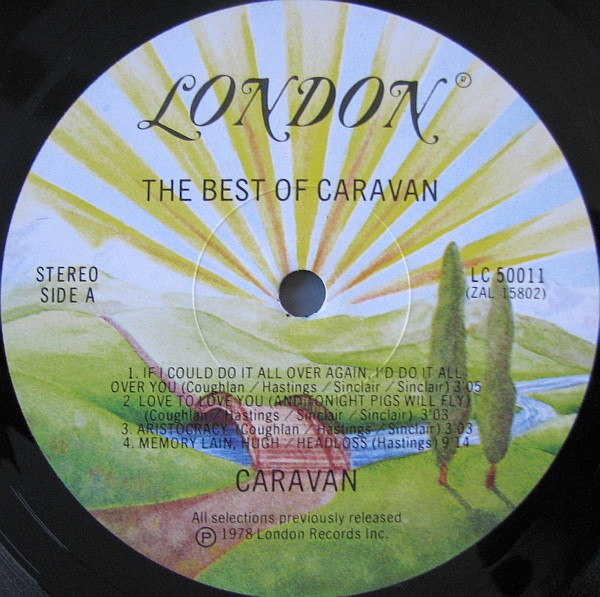 LONDON®
THE BEST OF CARAVAN
STEREO
SIDE A
LC 50011
(ZAL 15802)
1. IF I COULD DO IT ALL OVER AGAIN, I'D DO IT ALL
OVER YOU (Coughlan / Hastings / Sinclair / Sinclair) 3'05
2. LOVE TO LOVE YOU (AND TONIGHT PIGS WILL FLY)
(Coughlan / Hastings / Sinclair / Sinclair) 3'03
3. ARISTOCRACY (Coughlan / Hastings / Sinclair / Sinclair) 3'03
4. MEMORY LAIN, HUGH / HEADLOSS (Hastings) 9'14
CARAVAN
All selections previously released
Ⓟ 1978 London Records Inc.